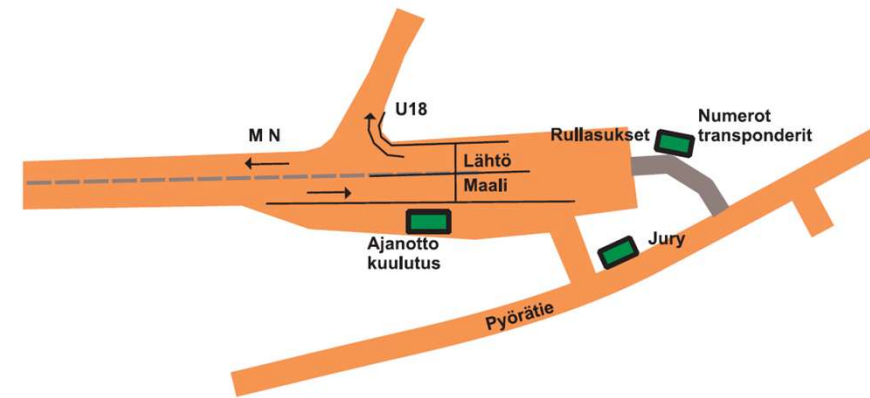 U18
M N
Lähtö
Maali
Rullasukset
Numerot
transponderit
Ajanotto
kuulutus
Jury
Pyörätie